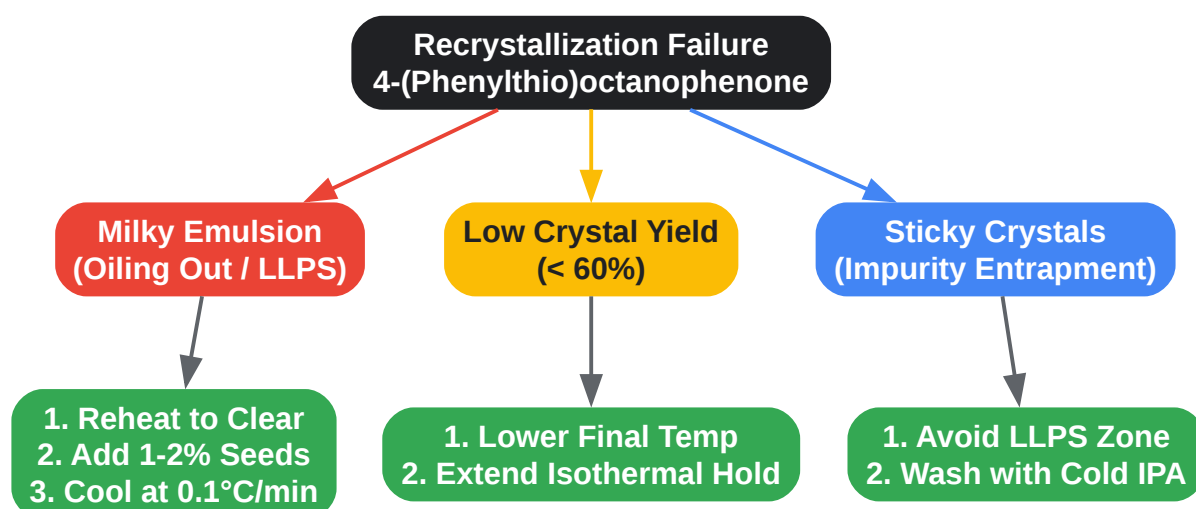 Recrystallization Failure
4-(Phenylthio)octanophenone
Milky Emulsion
(Oiling Out / LLPS)
Low Crystal Yield
(< 60%)
Sticky Crystals
(Impurity Entrapment)
1. Reheat to Clear
2. Add 1-2% Seeds
3. Cool at 0.1°C/min
1. Lower Final Temp
2. Extend Isothermal Hold
1. Avoid LLPS Zone
2. Wash with Cold IPA